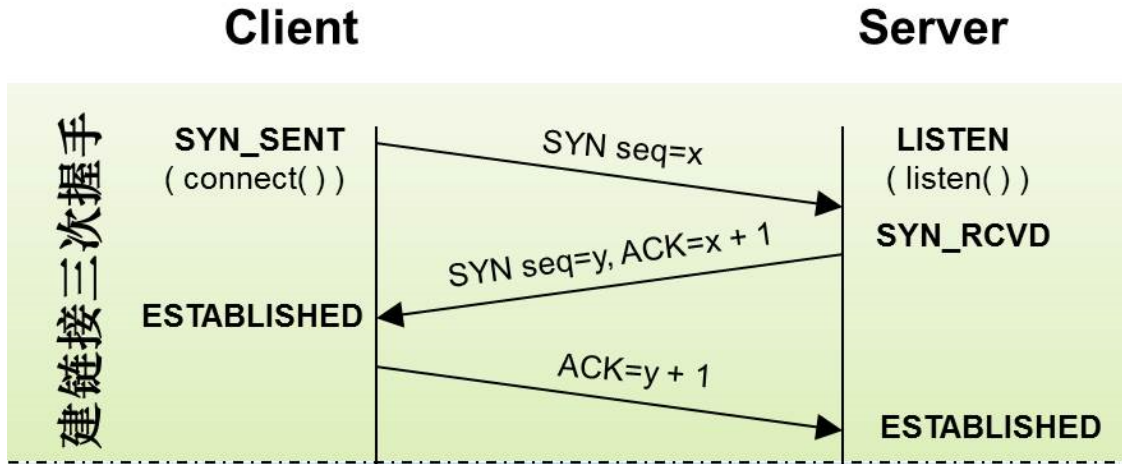 Client
Server
建链接三次握手
SYN_SENT
( connect( ) )
SYN seq=x
LISTEN
( listen( ) )
SYN_RCVD
SYN seq=y, ACK=x + 1
ESTABLISHED
ACK=y + 1
ESTABLISHED